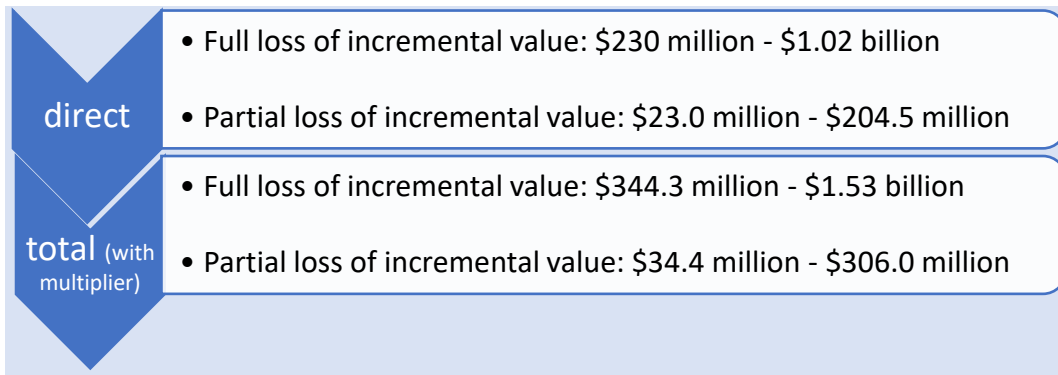 direct
• Full loss of incremental value: $230 million - $1.02 billion
• Partial loss of incremental value: $23.0 million - $204.5 million
total (with
multiplier)
• Full loss of incremental value: $344.3 million - $1.53 billion
• Partial loss of incremental value: $34.4 million - $306.0 million